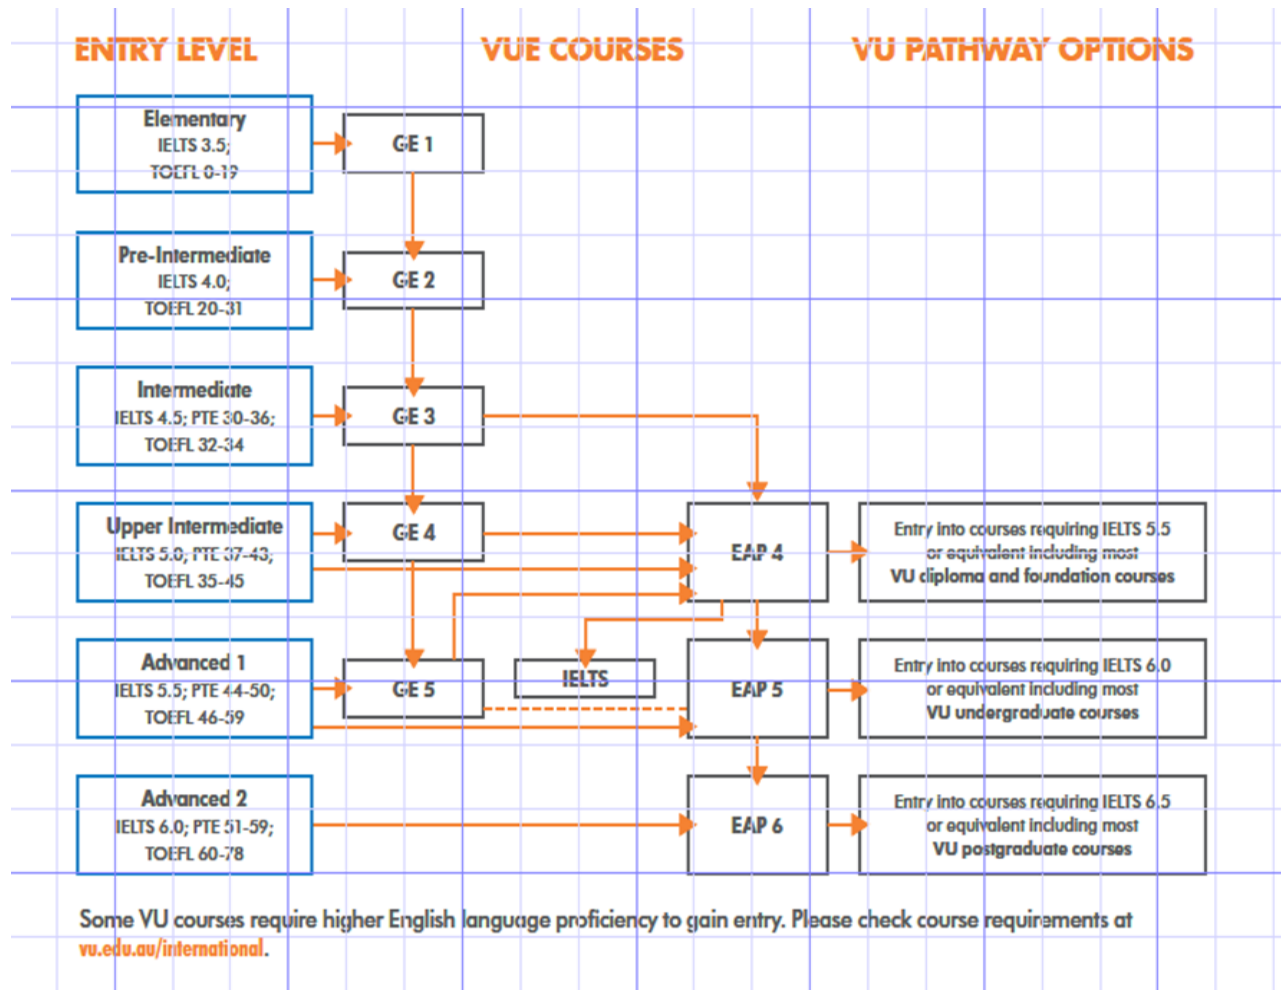 ENTRY LEVEL
VUE COURSES
VU PATHWAY OPTIONS
Elementary
IELTS 3.5;
TOEFL 0-19
GE 1
Pre-Intermediate
IELTS 4.0;
TOEFL 20-31
GE 2
Intermediate
IELTS 4.5; PTE 30-36;
TOEFL 32-34
GE 3
Upper Intermediate
IELTS 5.0; PTE 37-43;
TOEFL 35-45
GE 4
EAP 4
Entry into courses requiring IELTS 5.5
or equivalent including most
VU diploma and foundation courses
Advanced 1
IELTS 5.5; PTE 44-50;
TOEFL 46-59
GE 5
IELTS
EAP 5
Entry into courses requiring IELTS 6.0
or equivalent including most
VU undergraduate courses
Advanced 2
IELTS 6.0; PTE 51-59;
TOEFL 60-78
EAP 6
Entry into courses requiring IELTS 6.5
or equivalent including most
VU postgraduate courses
Some VU courses require higher English language proficiency to gain entry. Please check course requirements at
vu.edu.au/international.